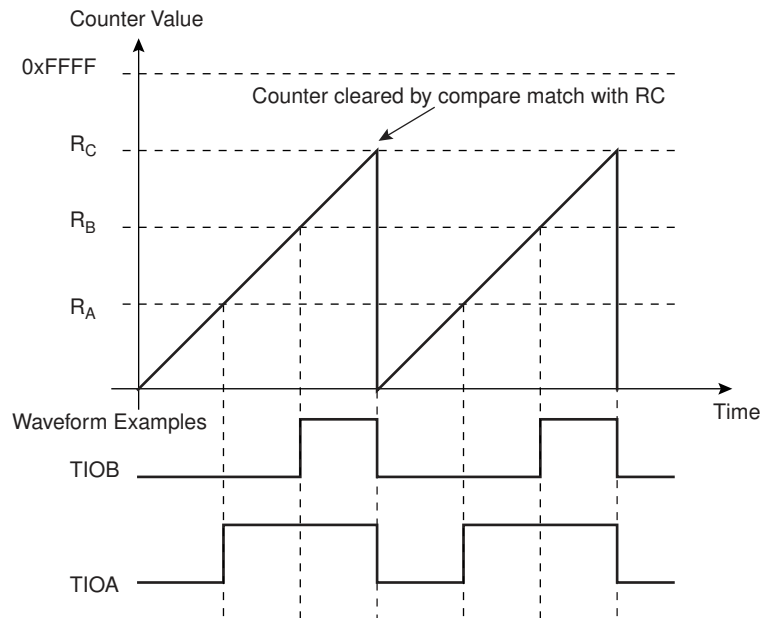 Counter Value
0xFFFF
Counter cleared by compare match with RC
RC
RB
RA
Time
Waveform Examples
TIOB
TIOA